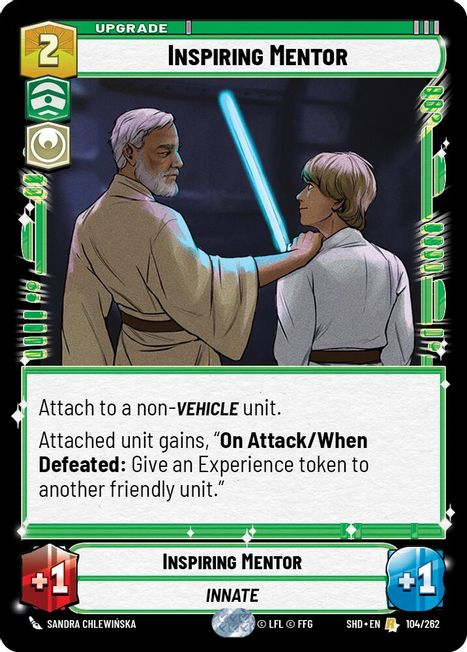 UPGRADE
2
INSPIRING MENTOR
Attach to a non-VEHICLE unit.
Attached unit gains, “On Attack/When
Defeated: Give an Experience token to
another friendly unit.”
+1
INSPIRING MENTOR
+1
INNATE
SANDRA CHLEWIŃSKA
© LFL © FFG
SHD • EN R 104/262